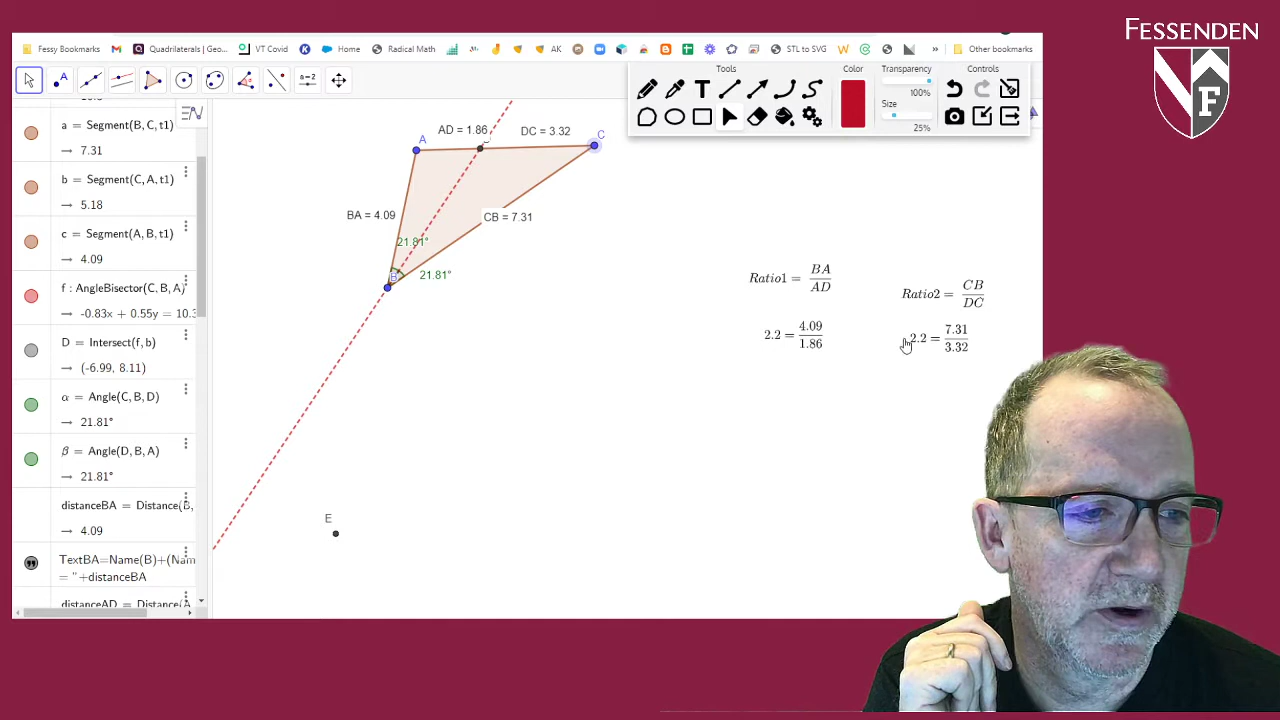 FESSENDEN
F
Fessy Bookmarks
Quadrilaterals | Geo...
VT Covid
Home
Radical Math
AK
STL to SVG
Other bookmarks
Tools
Color
Transparency
Controls
100%
Size
25%
a = Segment(B, C, t1)
→ 7.31
b = Segment(C, A, t1)
→ 5.18
c = Segment(A, B, t1)
→ 4.09
f : AngleBisector(C, B, A)
→ -0.83x + 0.55y = 10.3
D = Intersect(f, b)
→ (-6.99, 8.11)
α = Angle(C, B, D)
→ 21.81°
β = Angle(D, B, A)
→ 21.81°
distanceBA = Distance(B,
→ 4.09
TextBA=Name(B)+(Nam
= "+distanceBA
distanceAD = Distance(A
a=2
AD = 1.86
DC = 3.32
A
C
BA = 4.09
CB = 7.31
21.81°
21.81°
B
E
Ratio1 = BA/AD
2.2 = 4.09/1.86
Ratio2 = CB/DC
2.2 = 7.31/3.32